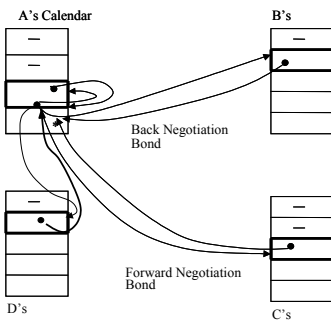 A's Calendar
B's
Back Negotiation
Bond
Forward Negotiation
Bond
D's
C's